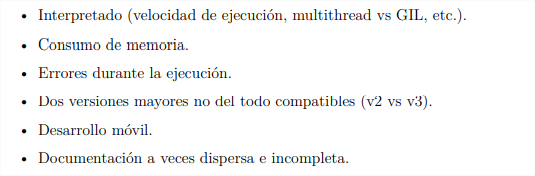 • Interpretado (velocidad de ejecución, multithread vs GIL, etc.).
• Consumo de memoria.
• Errores durante la ejecución.
• Dos versiones mayores no del todo compatibles (v2 vs v3).
• Desarrollo móvil.
• Documentación a veces dispersa e incompleta.